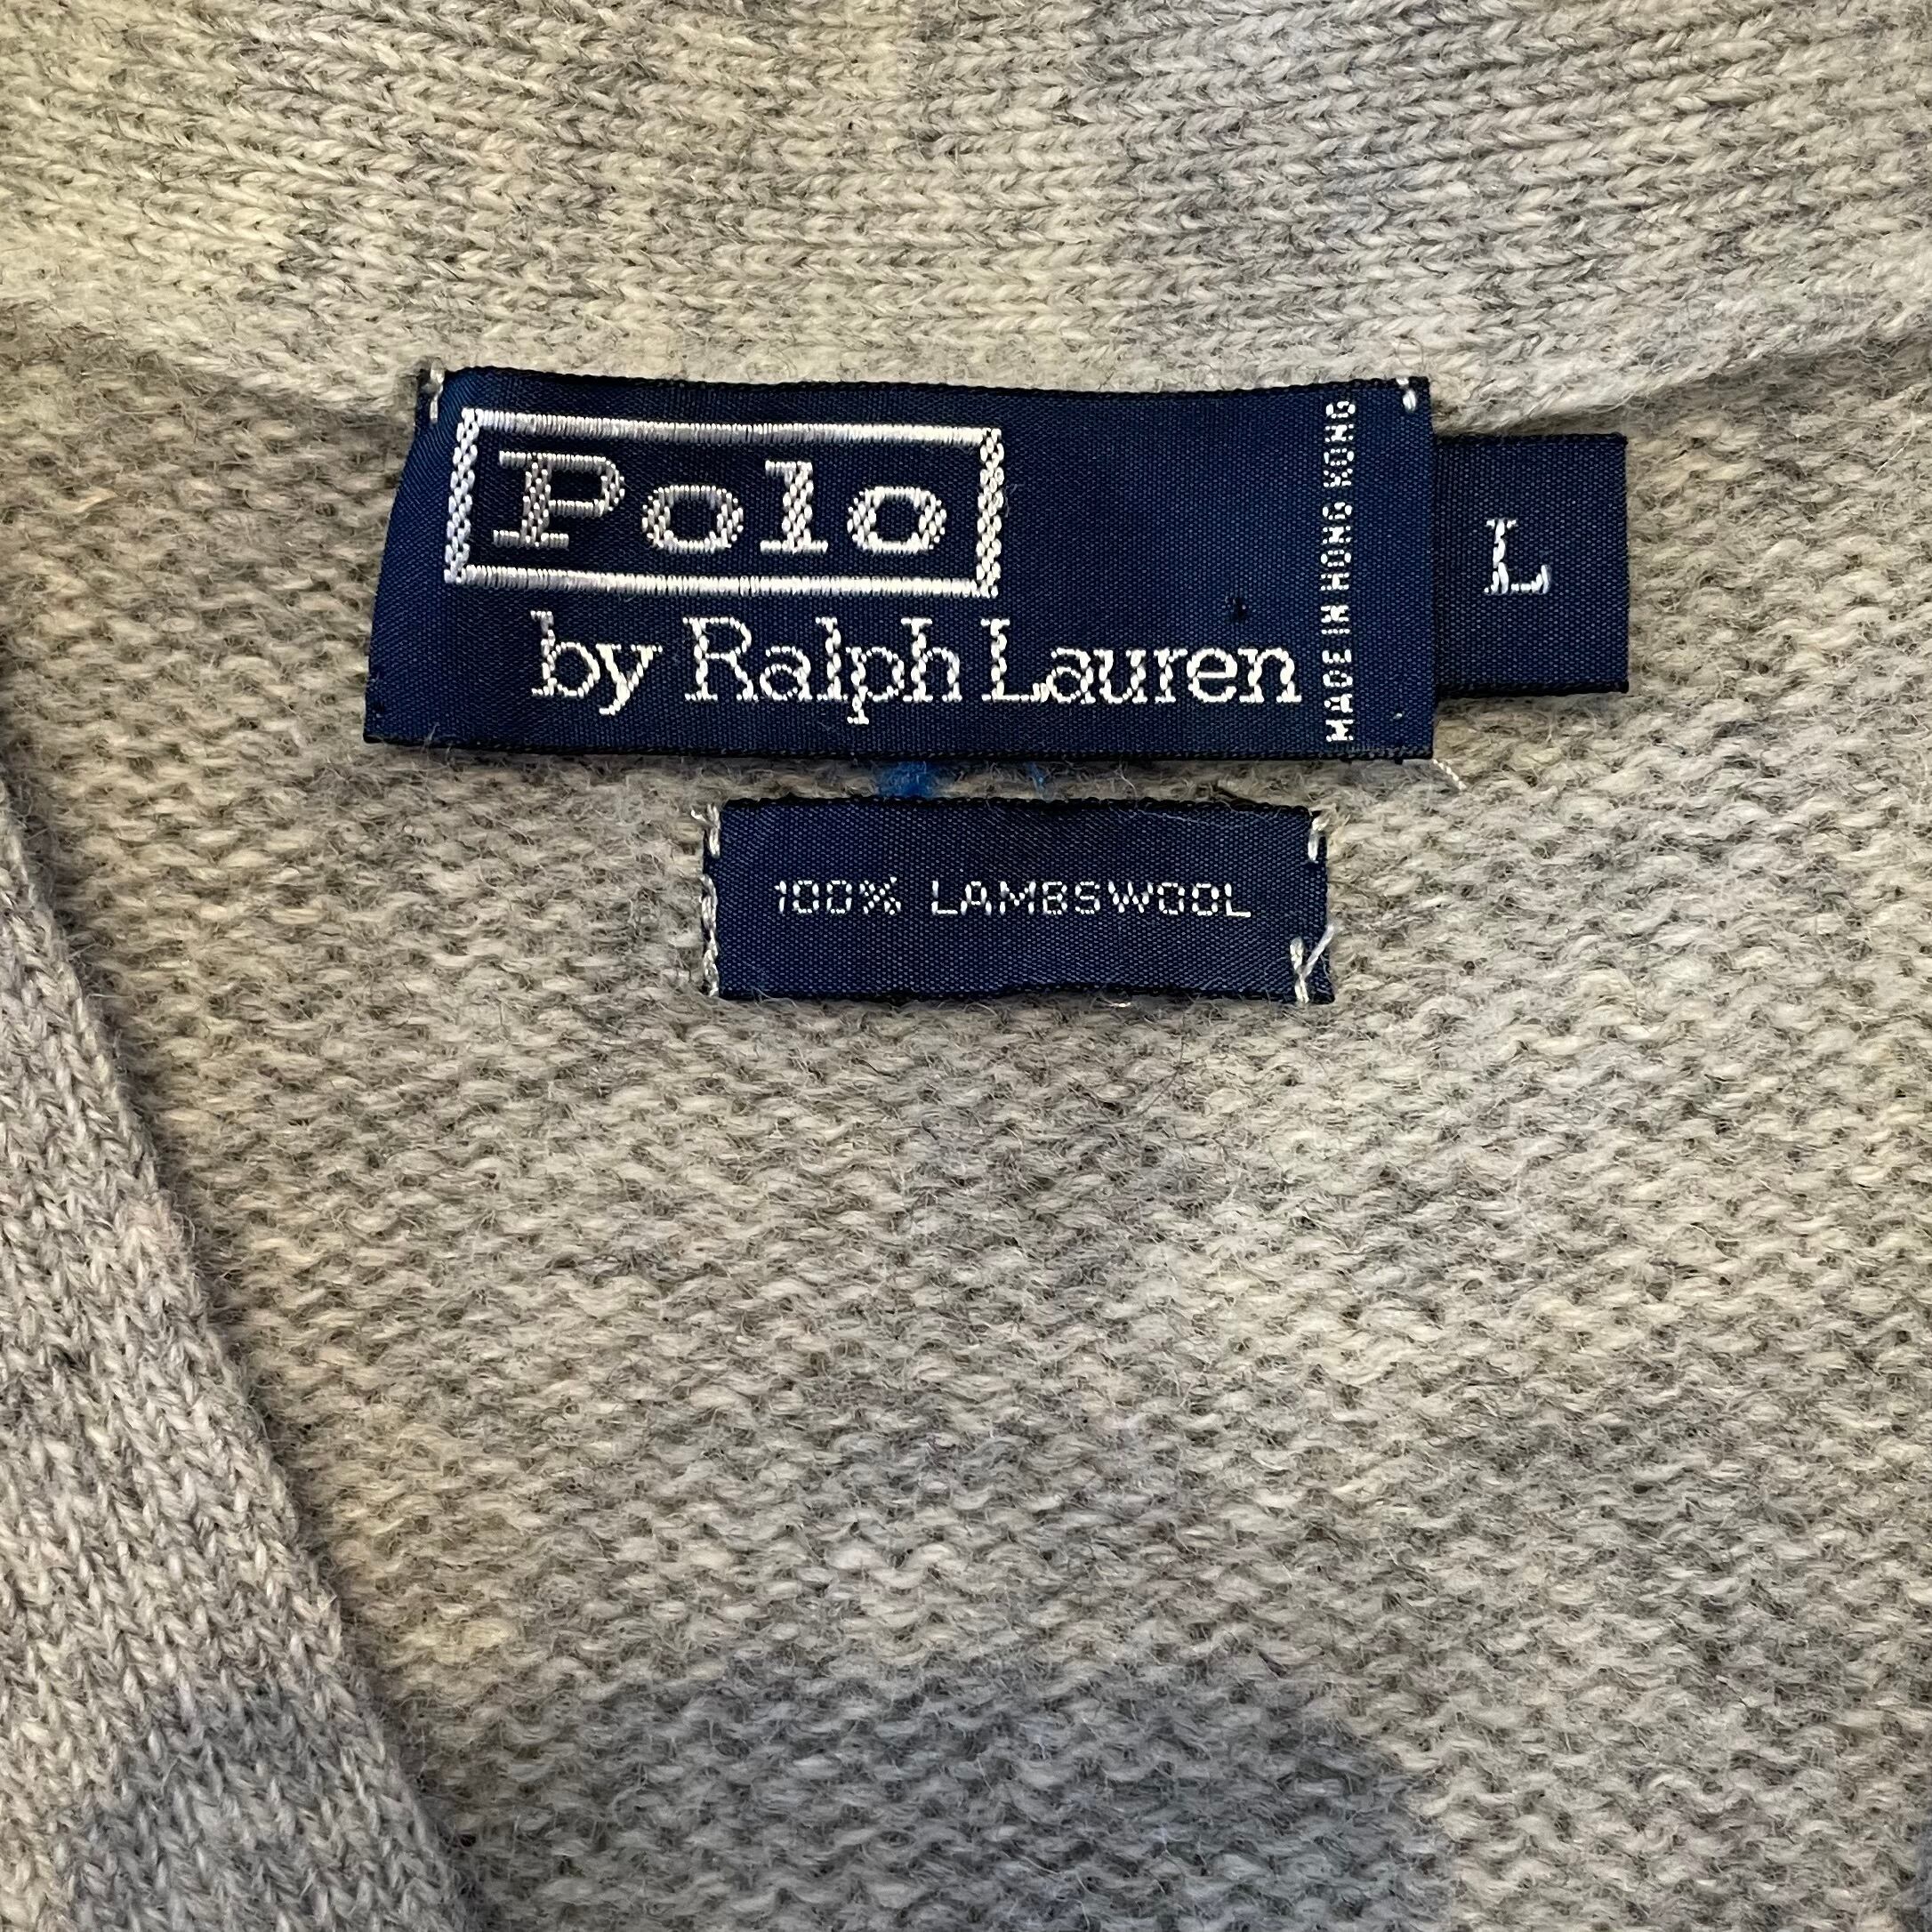 Polo
by Ralph Lauren
MADE IN HONG KONG
L
100% LAMBSWOOL